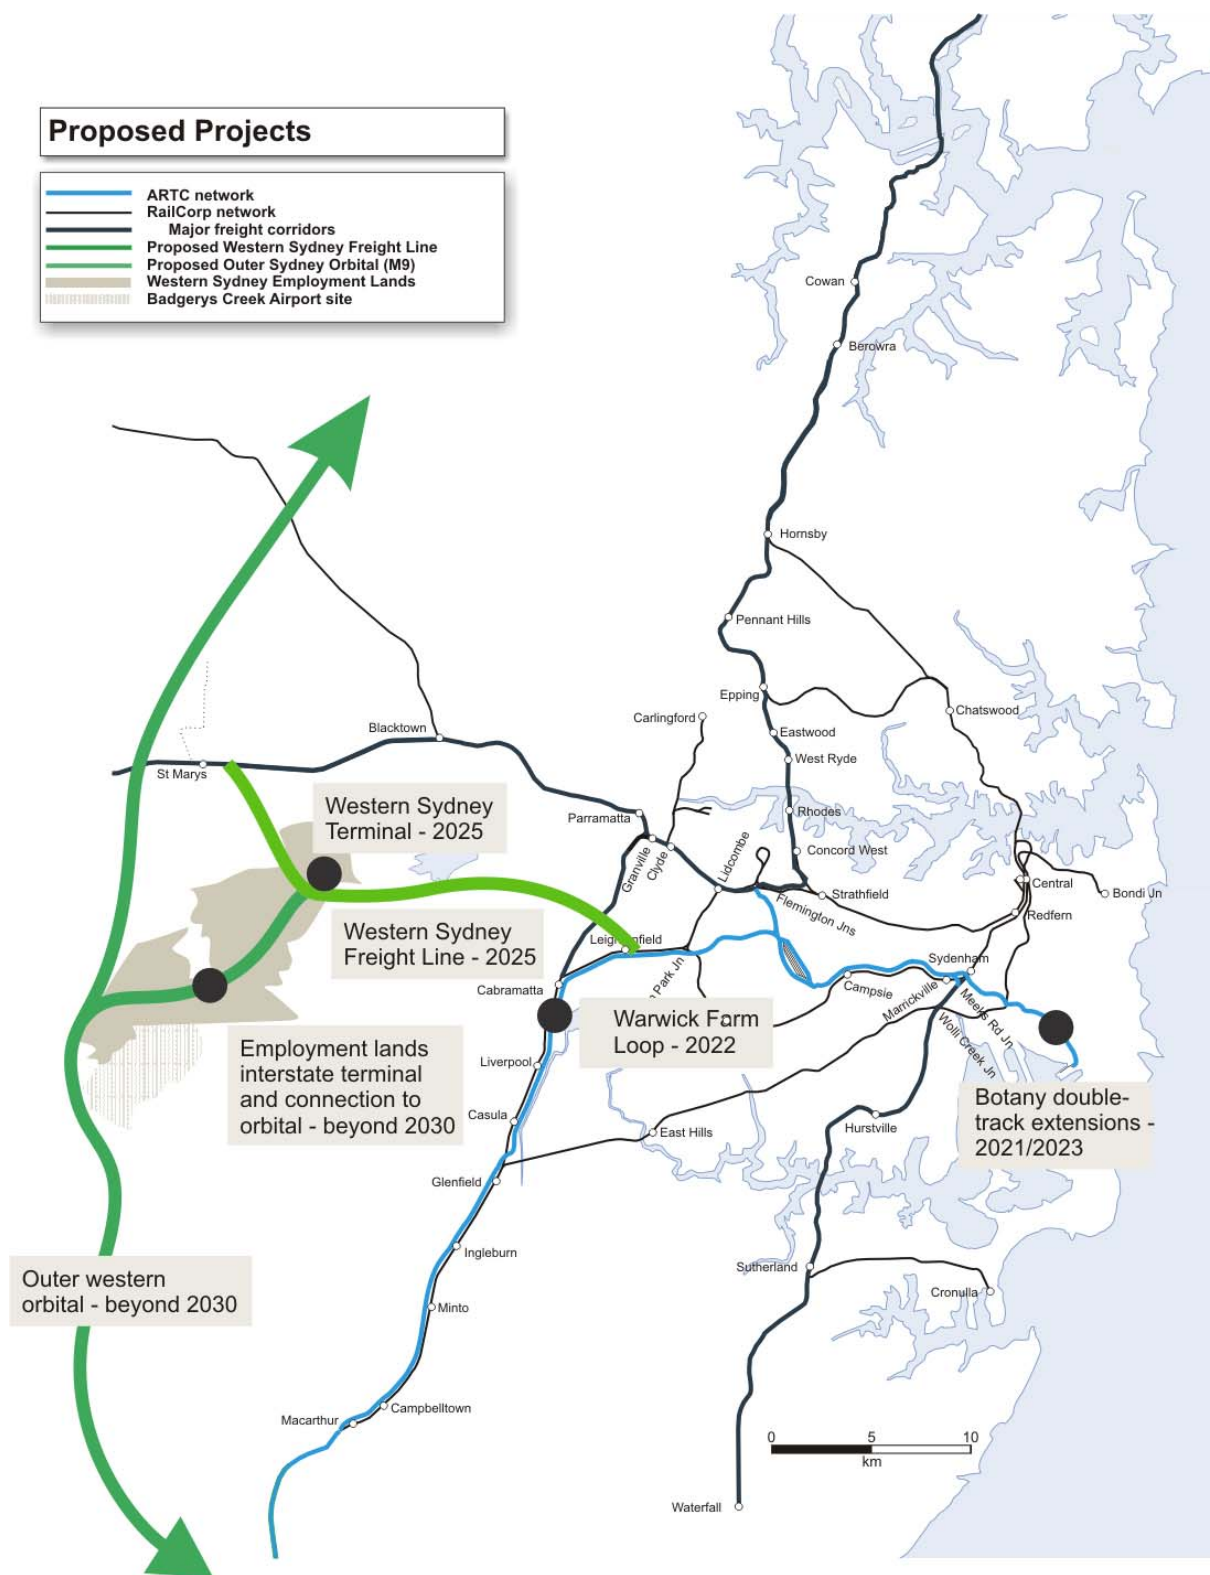 Proposed Projects
ARTC network
RailCorp network
Major freight corridors
Proposed Western Sydney Freight Line
Proposed Outer Sydney Orbital (M9)
Western Sydney Employment Lands
Badgerys Creek Airport site
Cowan
Berowra
Hornsby
Pennant Hills
Epping
Carlingford
Chatswood
Eastwood
Blacktown
West Ryde
St Marys
Western Sydney
Terminal - 2025
Parramatta
Rhodes
Granville
Clyde
Lidcombe
Concord West
Strathfield
Central
Bondi Jn
Flemington Jns
Redfern
Western Sydney
Freight Line - 2025
Park Jn
Cabramatta
Campsie
Sydenham
Marrickville
Meeks Rd Jn
Wolli Creek Jn
Warwick Farm
Loop - 2022
Employment lands
interstate terminal
and connection to
orbital - beyond 2030
Liverpool
Casula
East Hills
Hurstville
Botany double-
track extensions -
2021/2023
Glenfield
Ingleburn
Outer western
orbital - beyond 2030
Sutherland
Cronulla
Minto
Campbelltown
Macarthur
0 5 10
km
Waterfall